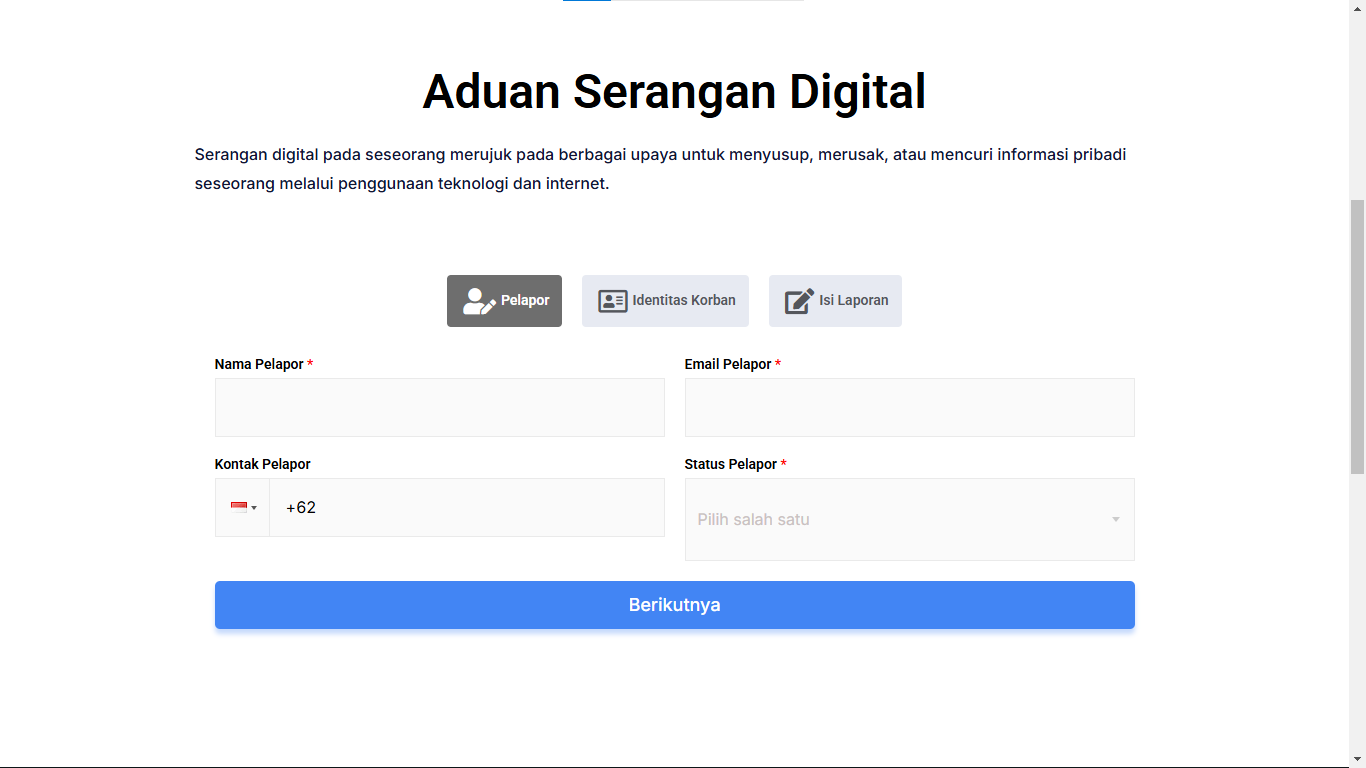 Aduan Serangan Digital
Serangan digital pada seseorang merujuk pada berbagai upaya untuk menyusup, merusak, atau mencuri informasi pribadi
seseorang melalui penggunaan teknologi dan internet.
Pelapor
Identitas Korban
Isi Laporan
Nama Pelapor *
Email Pelapor *
Kontak Pelapor
Status Pelapor *
+62
Pilih salah satu
Berikutnya